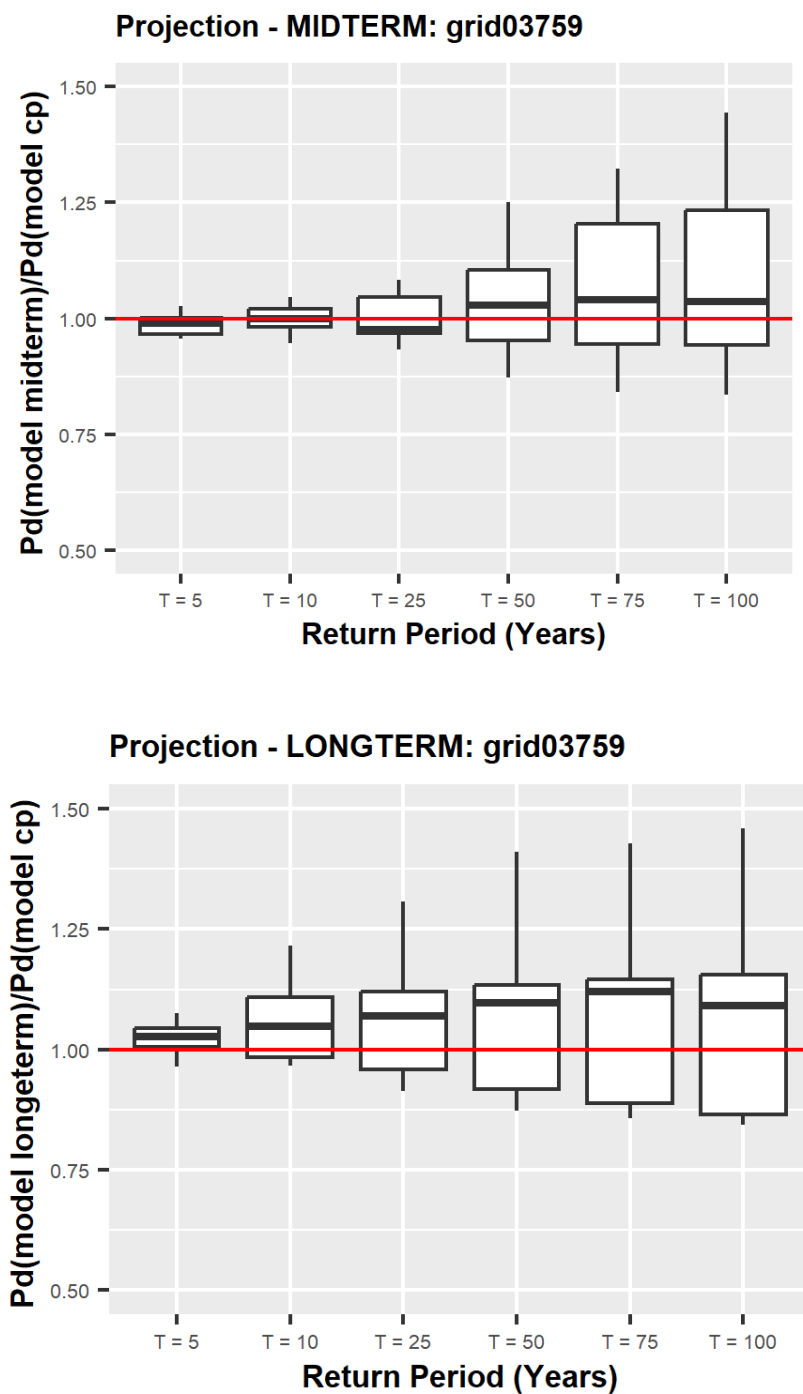 Projection - MIDTERM: grid03759
Pd(model midterm)/Pd(model cp)
1.50
1.25
1.00
0.75
0.50
T = 5 T = 10 T = 25 T = 50 T = 75 T = 100
Return Period (Years)
Projection - LONGTERM: grid03759
Pd(model longeterm)/Pd(model cp)
1.50
1.25
1.00
0.75
0.50
T = 5 T = 10 T = 25 T = 50 T = 75 T = 100
Return Period (Years)